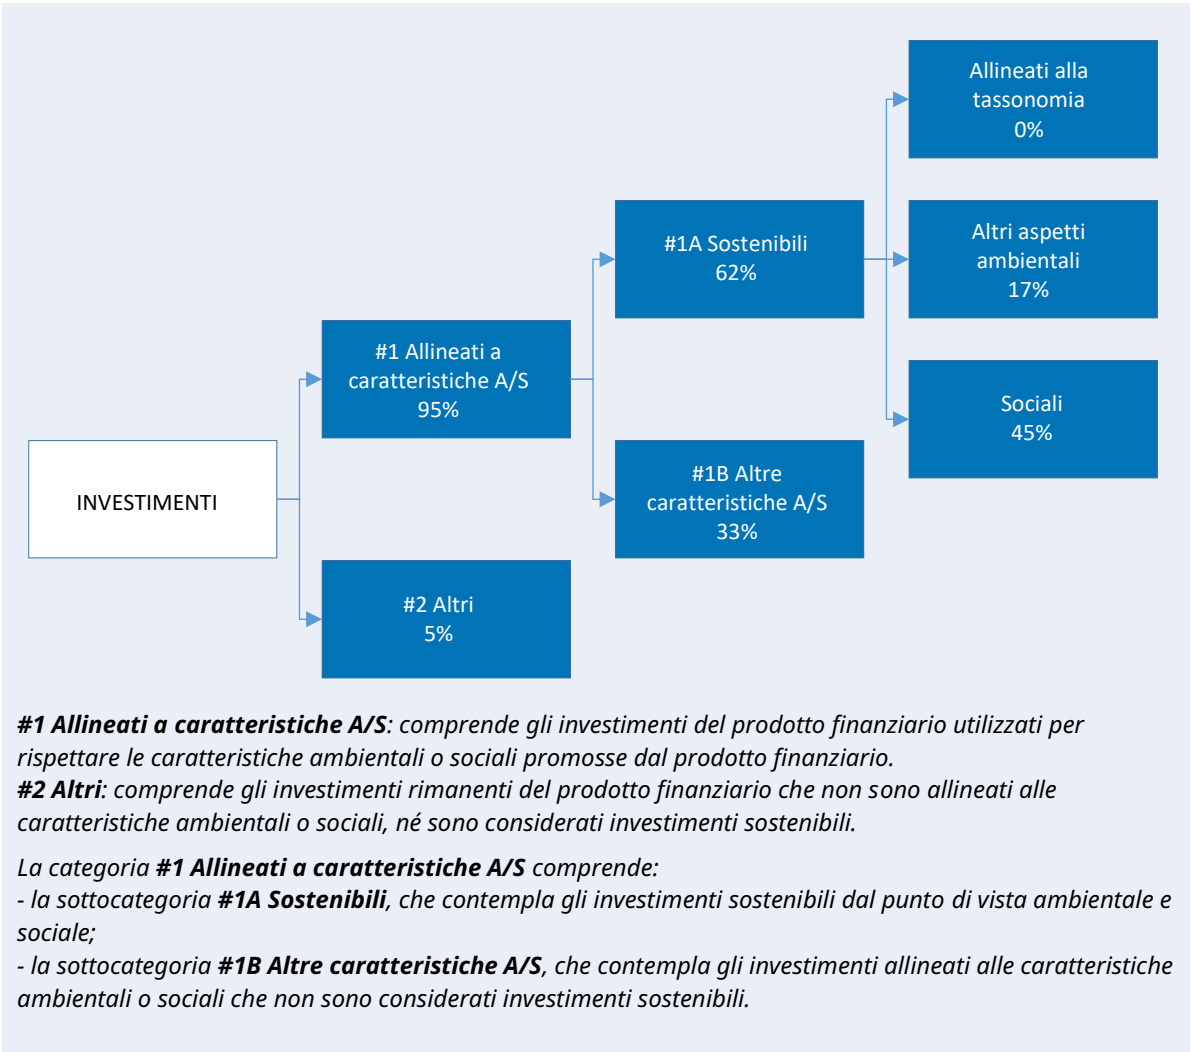 Allineati alla
tassonomia
0%
#1A Sostenibili
62%
Altri aspetti
ambientali
17%
#1 Allineati a
caratteristiche A/S
95%
Sociali
45%
INVESTIMENTI
#1B Altre
caratteristiche A/S
33%
#2 Altri
5%
#1 Allineati a caratteristiche A/S: comprende gli investimenti del prodotto finanziario utilizzati per
rispettare le caratteristiche ambientali o sociali promosse dal prodotto finanziario.
#2 Altri: comprende gli investimenti rimanenti del prodotto finanziario che non sono allineati alle
caratteristiche ambientali o sociali, né sono considerati investimenti sostenibili.
La categoria #1 Allineati a caratteristiche A/S comprende:
- la sottocategoria #1A Sostenibili, che contempla gli investimenti sostenibili dal punto di vista ambientale e
sociale;
- la sottocategoria #1B Altre caratteristiche A/S, che contempla gli investimenti allineati alle caratteristiche
ambientali o sociali che non sono considerati investimenti sostenibili.